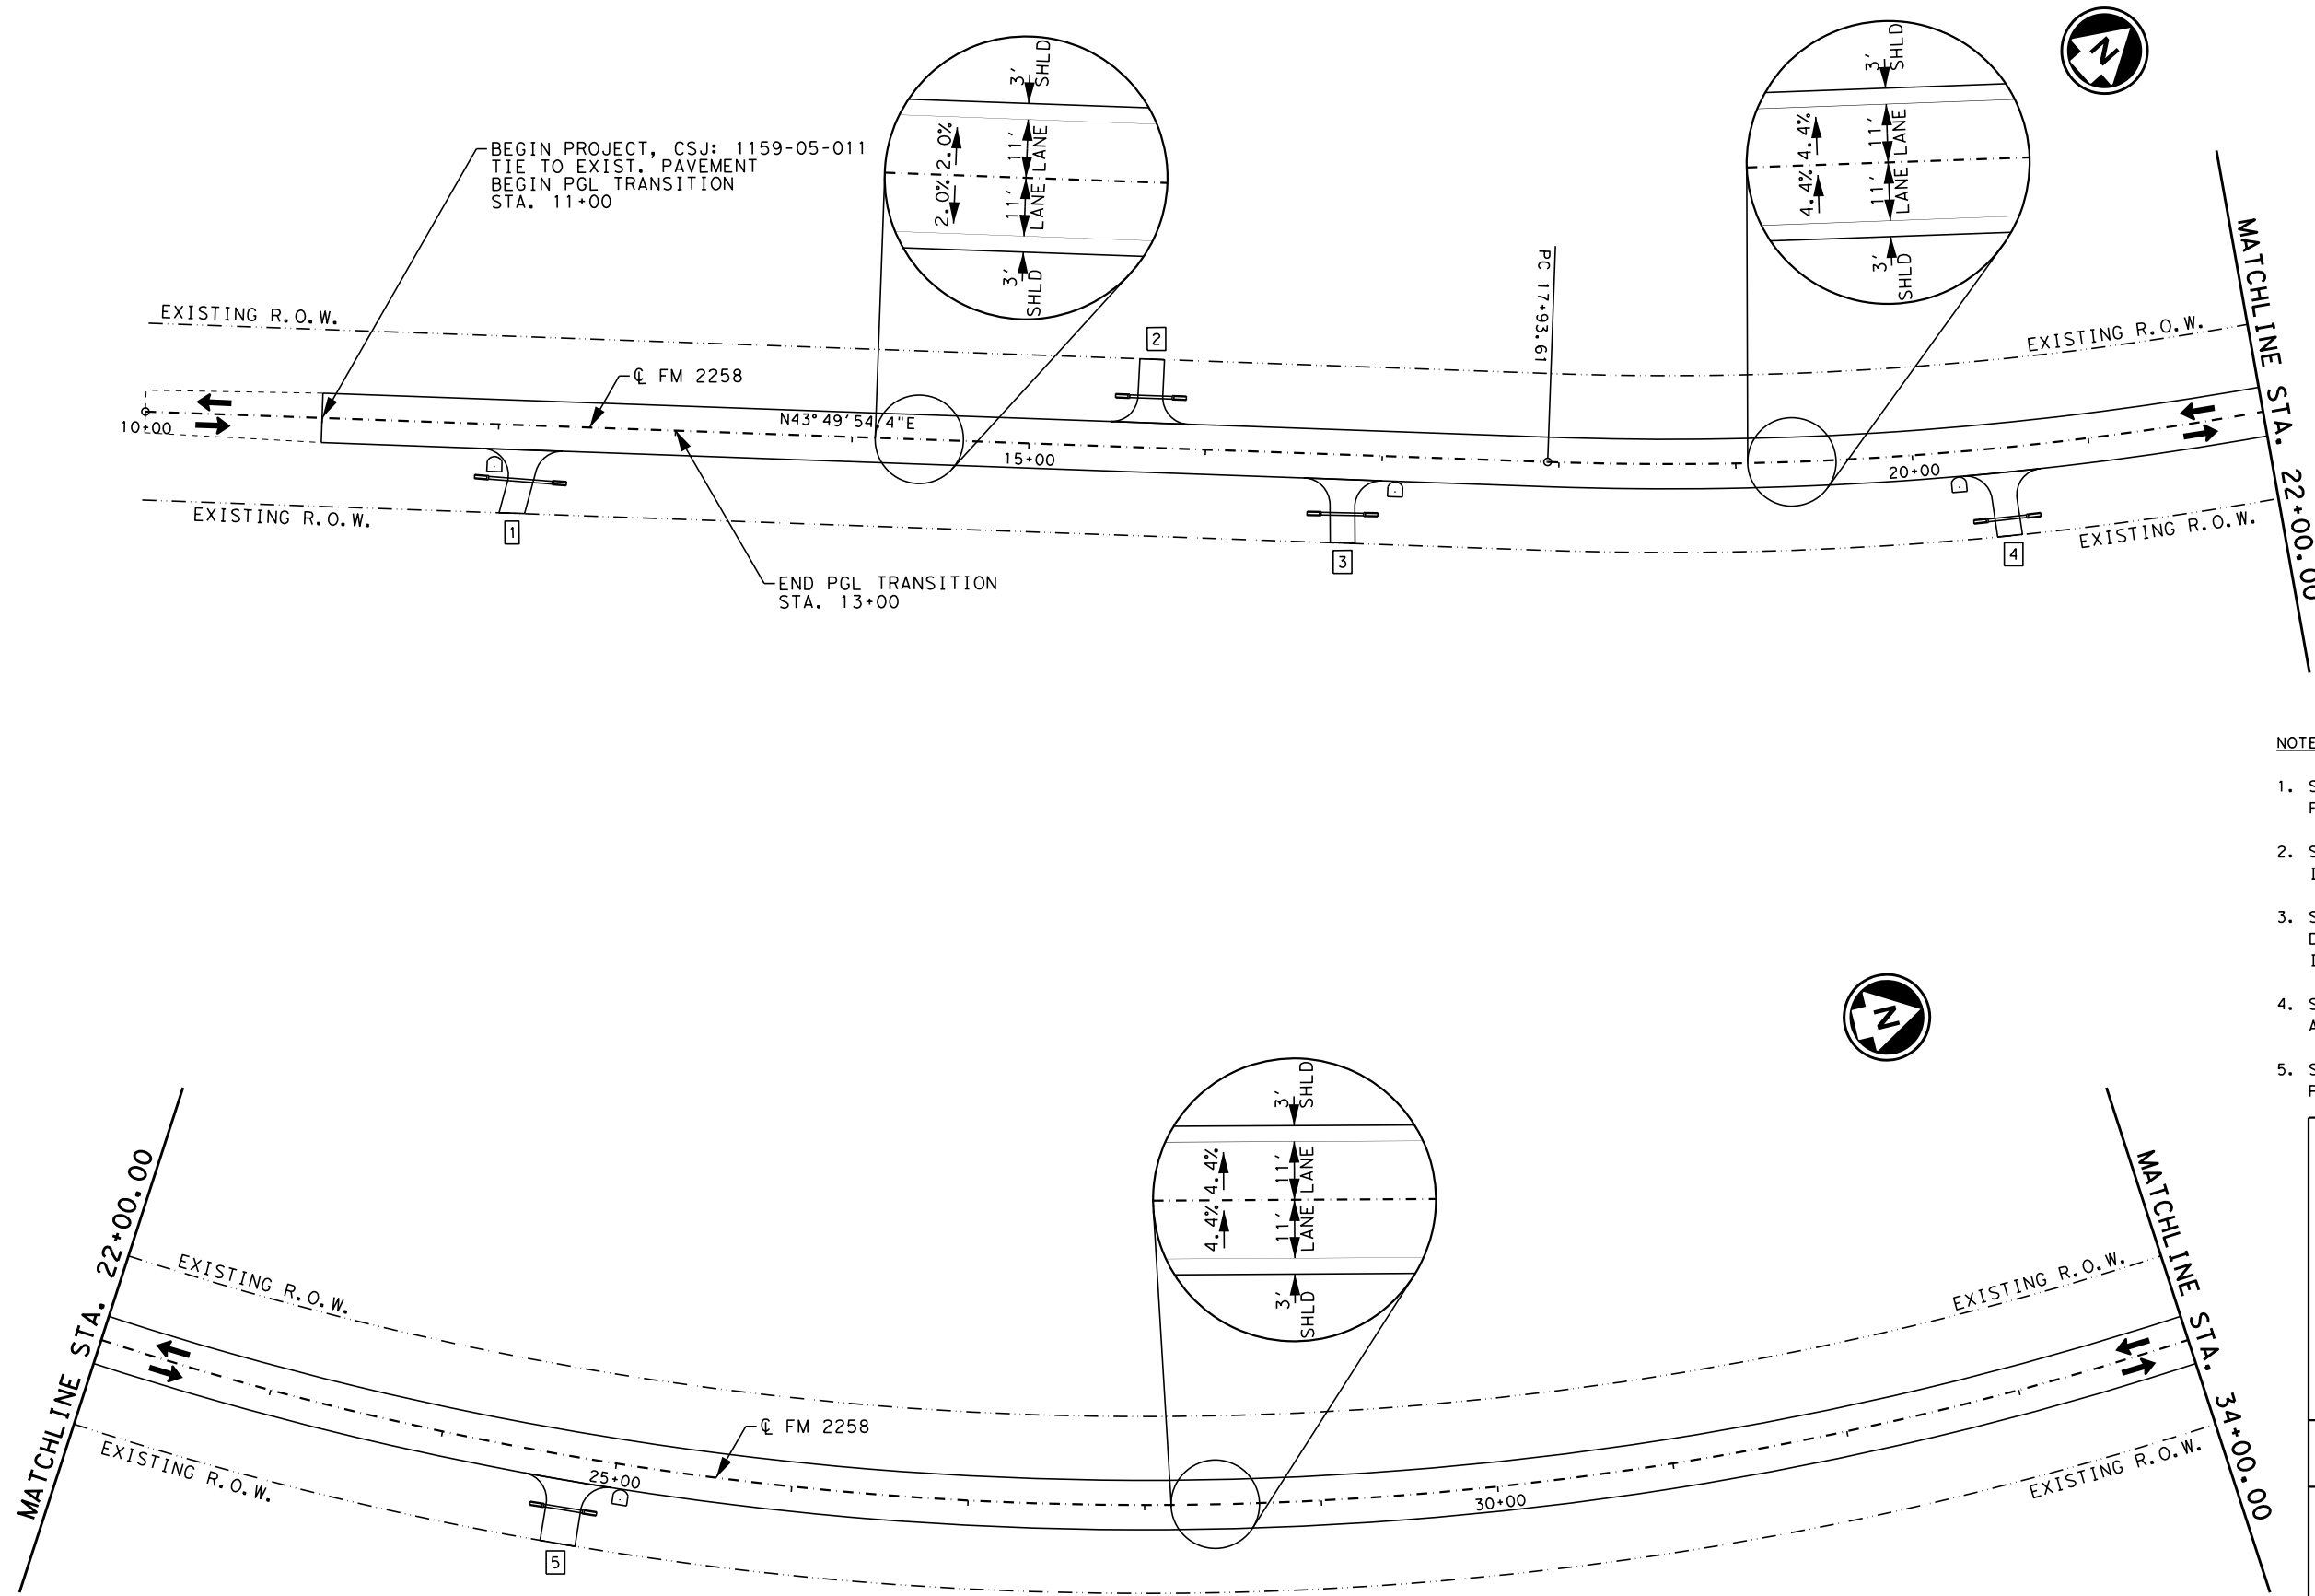 BEGIN PROJECT, CSJ: 1159-05-011
TIE TO EXIST. PAVEMENT
BEGIN PGL TRANSITION
STA. 11+00
3'
SHLD
2.0%
2.0%
11'
LANE
11'
LANE
3'
SHLD
3'
SHLD
4.4%
4.4%
11'
LANE
11'
LANE
3'
SHLD
N
MATCHLINE STA. 22+00.00
PC 17+93.61
EXISTING R.O.W.
EXISTING R.O.W.
2
℄ FM 2258
N43°49'54.4"E
10+00
15+00
20+00
EXISTING R.O.W.
EXISTING R.O.W.
1
3
4
END PGL TRANSITION
STA. 13+00
NOTE
1. S
F
2. S
I
3. S
D
I
4. S
A
5. S
P
N
3'
SHLD
4.4%
4.4%
11'
LANE
11'
LANE
3'
SHLD
MATCHLINE STA. 22+00.00
MATCHLINE STA. 34+00.00
EXISTING R.O.W.
EXISTING R.O.W.
℄ FM 2258
25+00
30+00
EXISTING R.O.W.
EXISTING R.O.W.
5